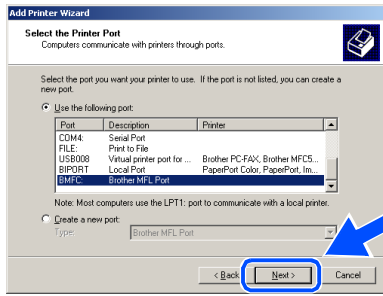 Add Printer Wizard
Select the Printer Port
Computers communicate with printers through ports.
Select the port you want your printer to use. If the port is not listed, you can create a
new port.
Use the following port:
Port Description Printer
COM4: Serial Port
FILE: Print to File
USB008 Virtual printer port for ... Brother PC-FAX, Brother MFC5...
BIPORT Local Port PaperPort Color, PaperPort, Im...
BMFC: Brother MFL Port
Note: Most computers use the LPT1: port to communicate with a local printer.
Create a new port:
Type: Brother MFL Port
< Back Next > Cancel